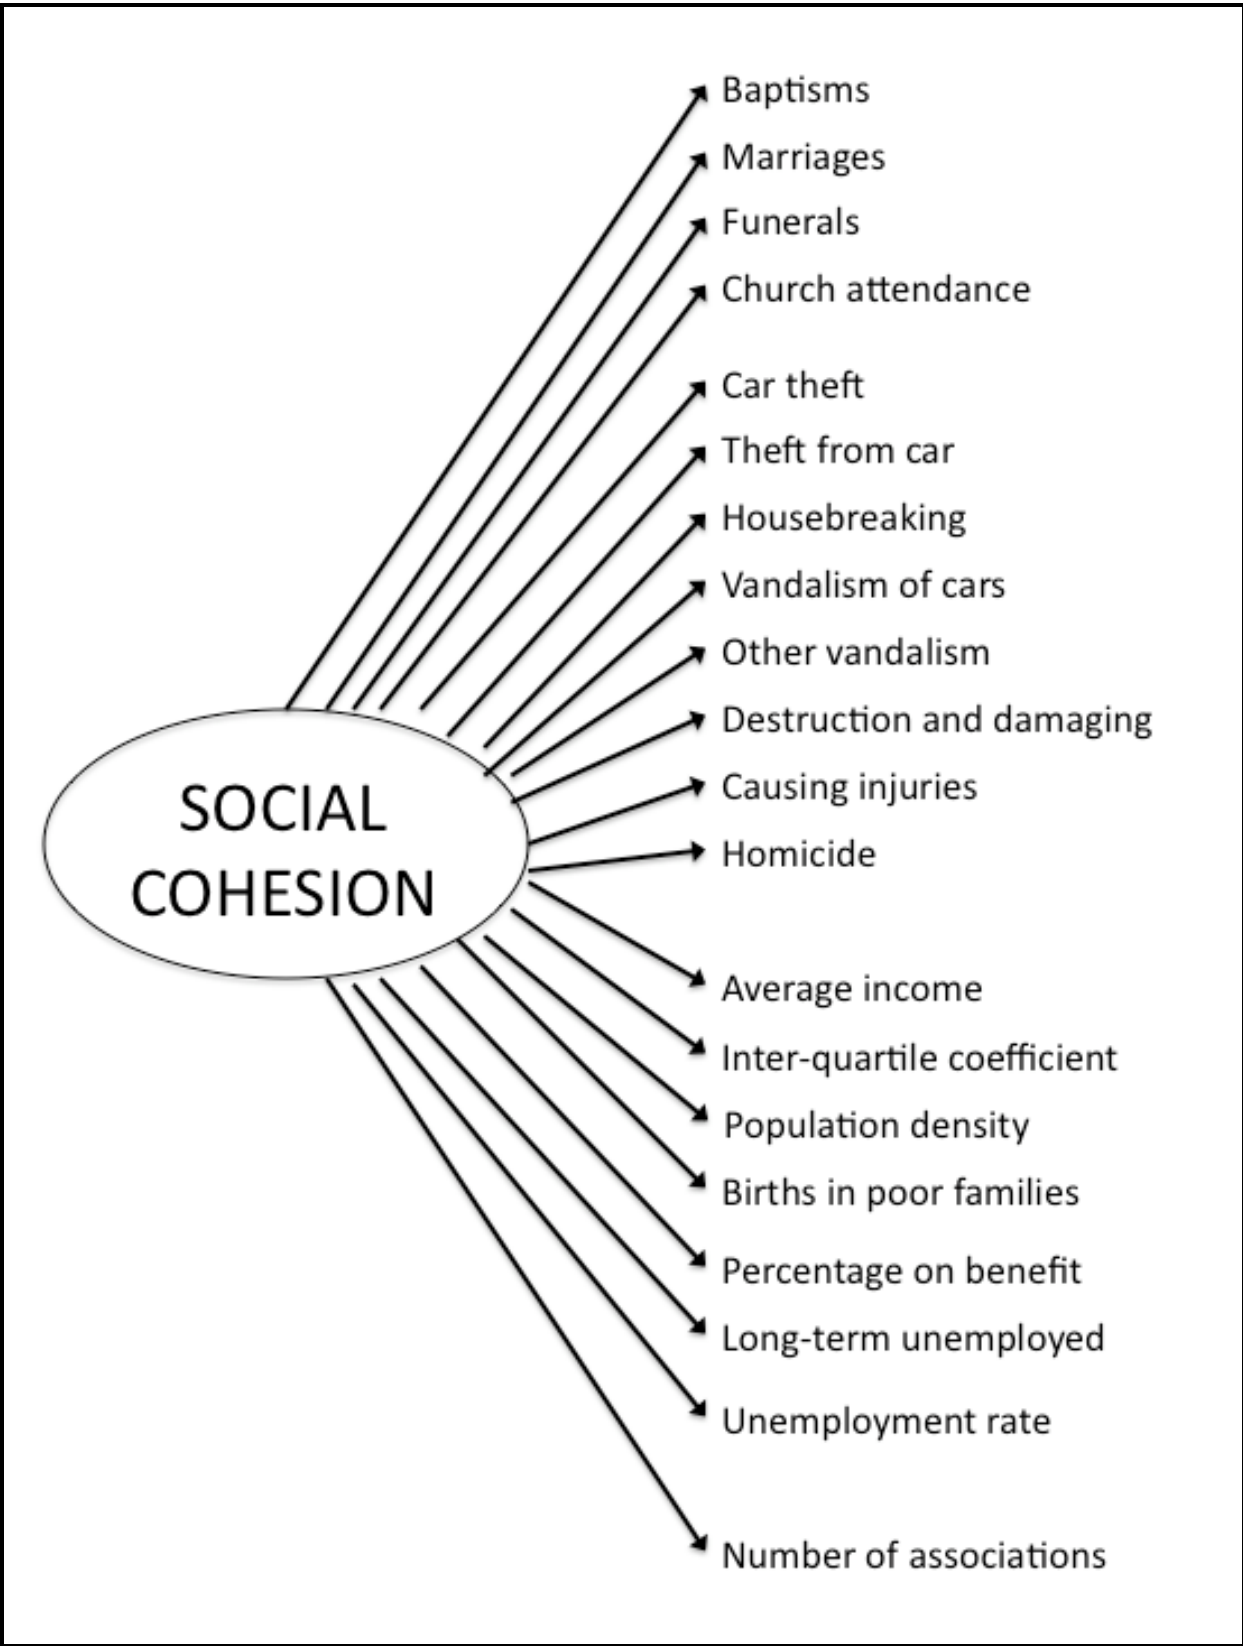 Baptisms
Marriages
Funerals
Church attendance
Car theft
Theft from car
Housebreaking
Vandalism of cars
Other vandalism
Destruction and damaging
Causing injuries
Homicide
SOCIAL
COHESION
Average income
Inter-quartile coefficient
Population density
Births in poor families
Percentage on benefit
Long-term unemployed
Unemployment rate
Number of associations